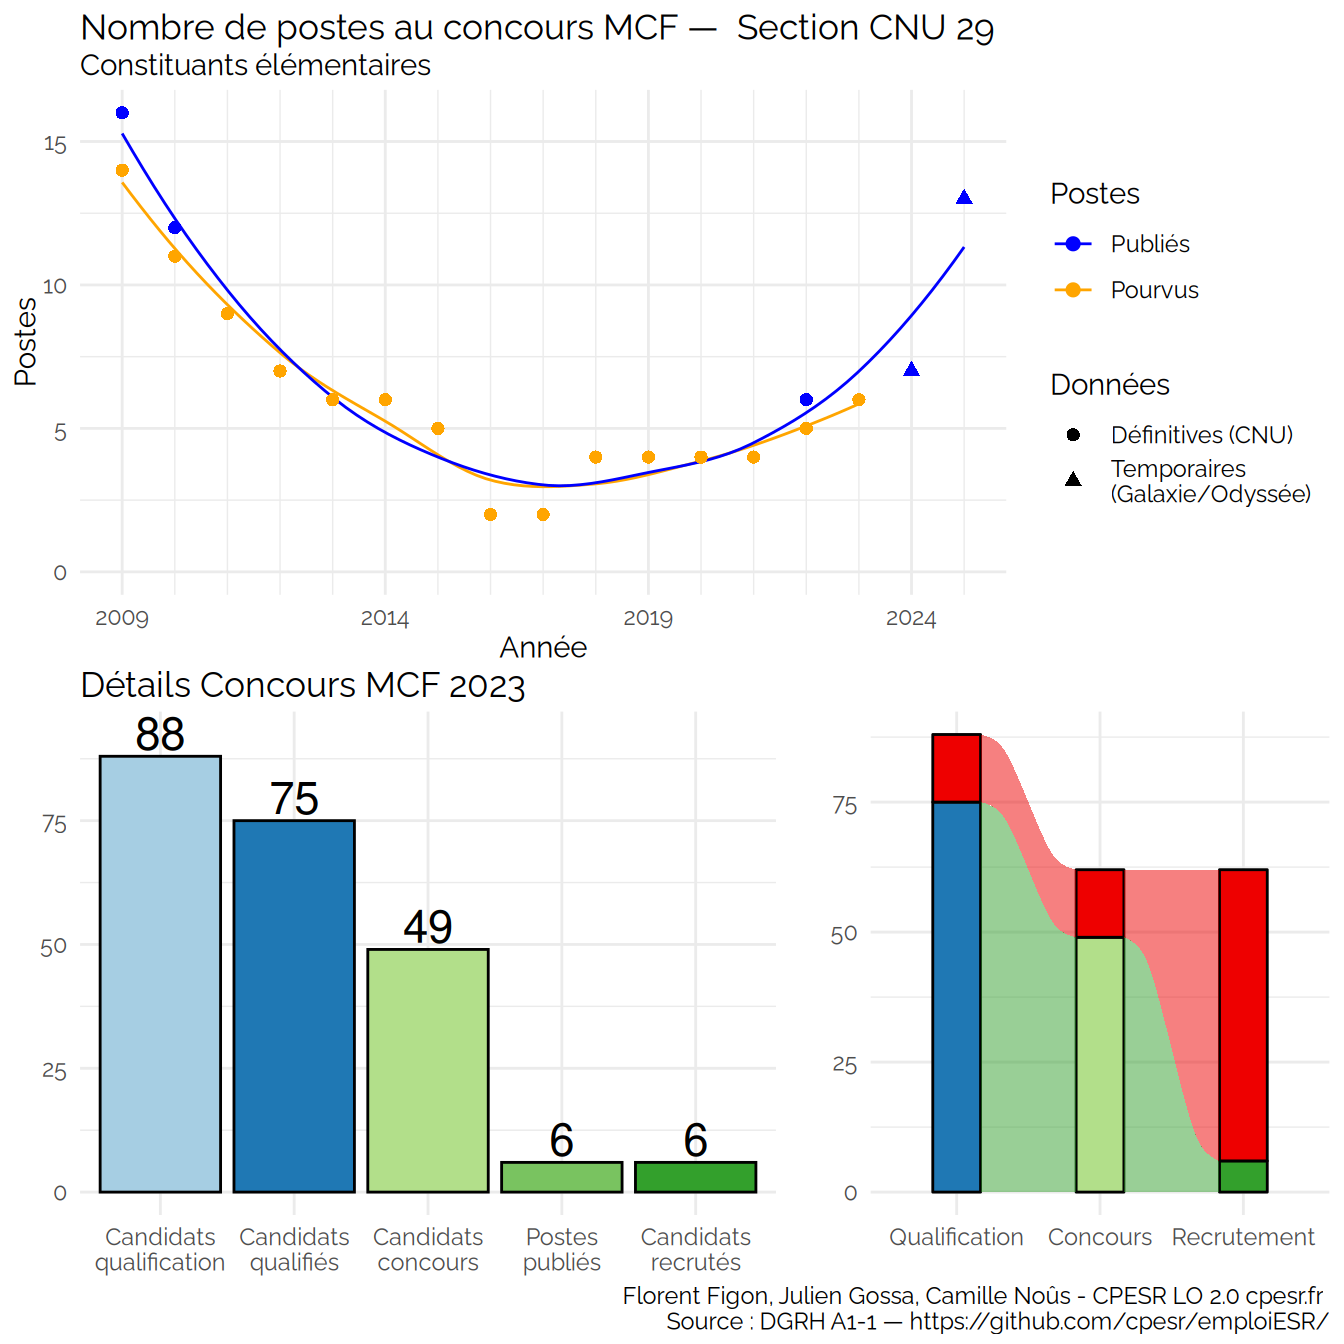 Nombre de postes au concours MCF — Section CNU 29
Constituants élémentaires
Postes
15
10
5
0
2009
2014
2019
2024
Année
Postes
Publiés
Pourvus
Données
Définitives (CNU)
Temporaires
(Galaxie/Odyssée)
Détails Concours MCF 2023
75
50
25
0
88
75
49
6
6
Candidats
qualification
Candidats
qualifiés
Candidats
concours
Postes
publiés
Candidats
recrutés
75
50
25
0
Qualification
Concours
Recrutement
Florent Figon, Julien Gossa, Camille Noûs - CPESR LO 2.0 cpesr.fr
Source : DGRH A1-1 — https://github.com/cpesr/emploiESR/